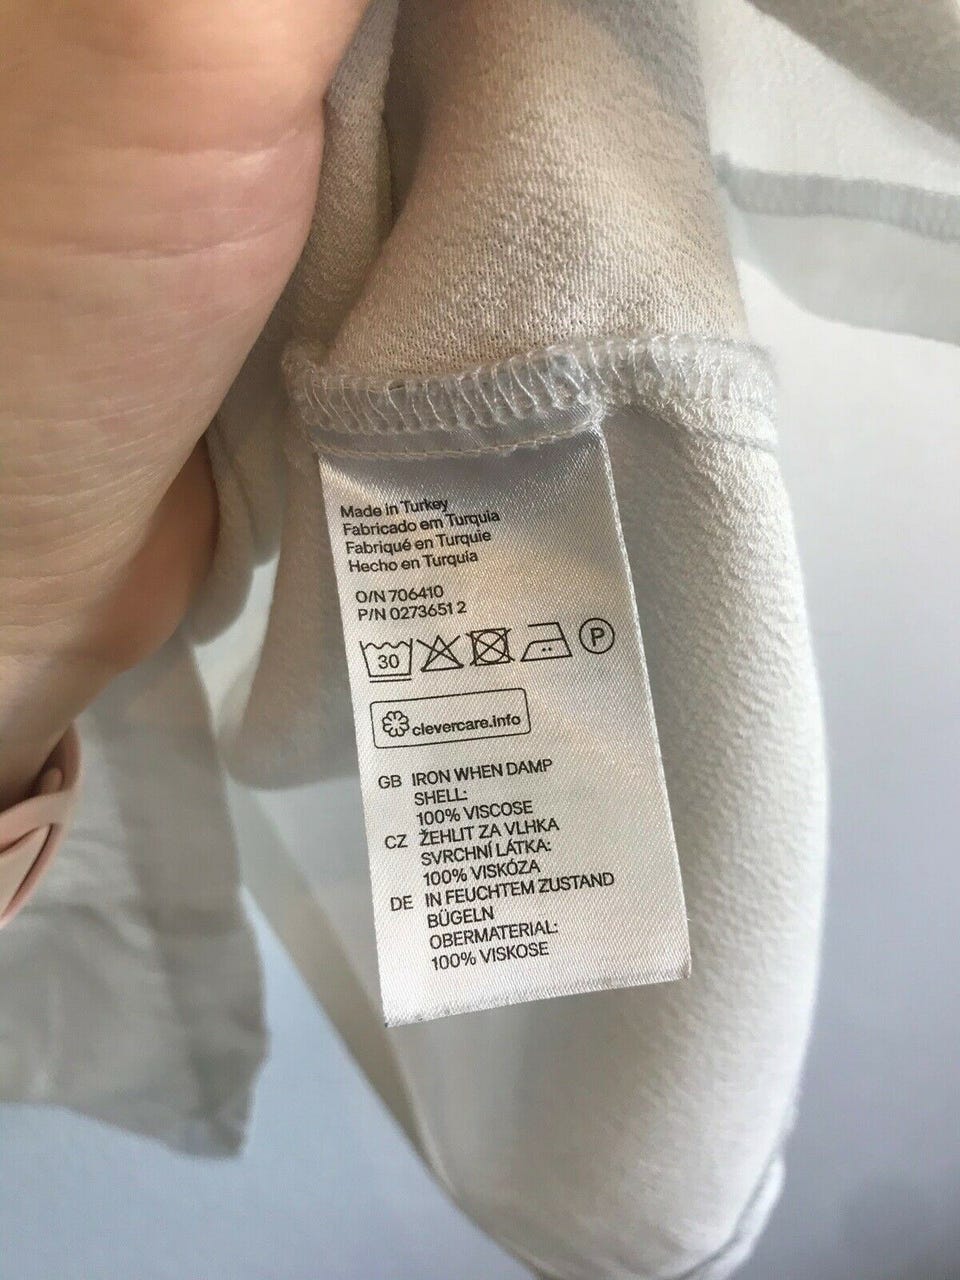 Made in Turkey
Fabricado em Turquia
Fabriqué en Turquie
Hecho en Turquia
O/N 706410
P/N 0273651 2
30 P
clevercare.info
GB IRON WHEN DAMP
SHELL:
100% VISCOSE
CZ ŽEHLIT ZA VLHKA
SVRCHNÍ LÁTKA:
100% VISKÓZA
DE IN FEUCHTEM ZUSTAND
BÜGELN
OBERMATERIAL:
100% VISKOSE